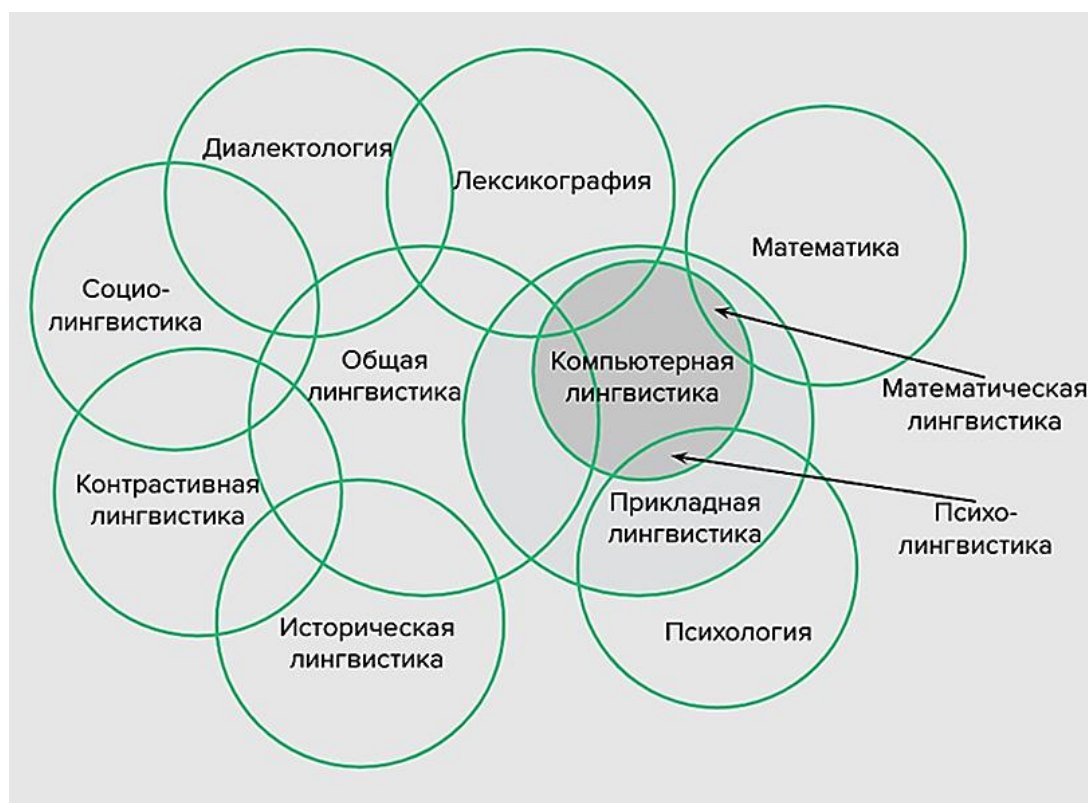 Диалектология
Лексикография
Математика
Социо-
лингвистика
Общая
лингвистика
Компьютерная
лингвистика
Математическая
лингвистика
Контрастивная
лингвистика
Прикладная
лингвистика
Психо-
лингвистика
Историческая
лингвистика
Психология